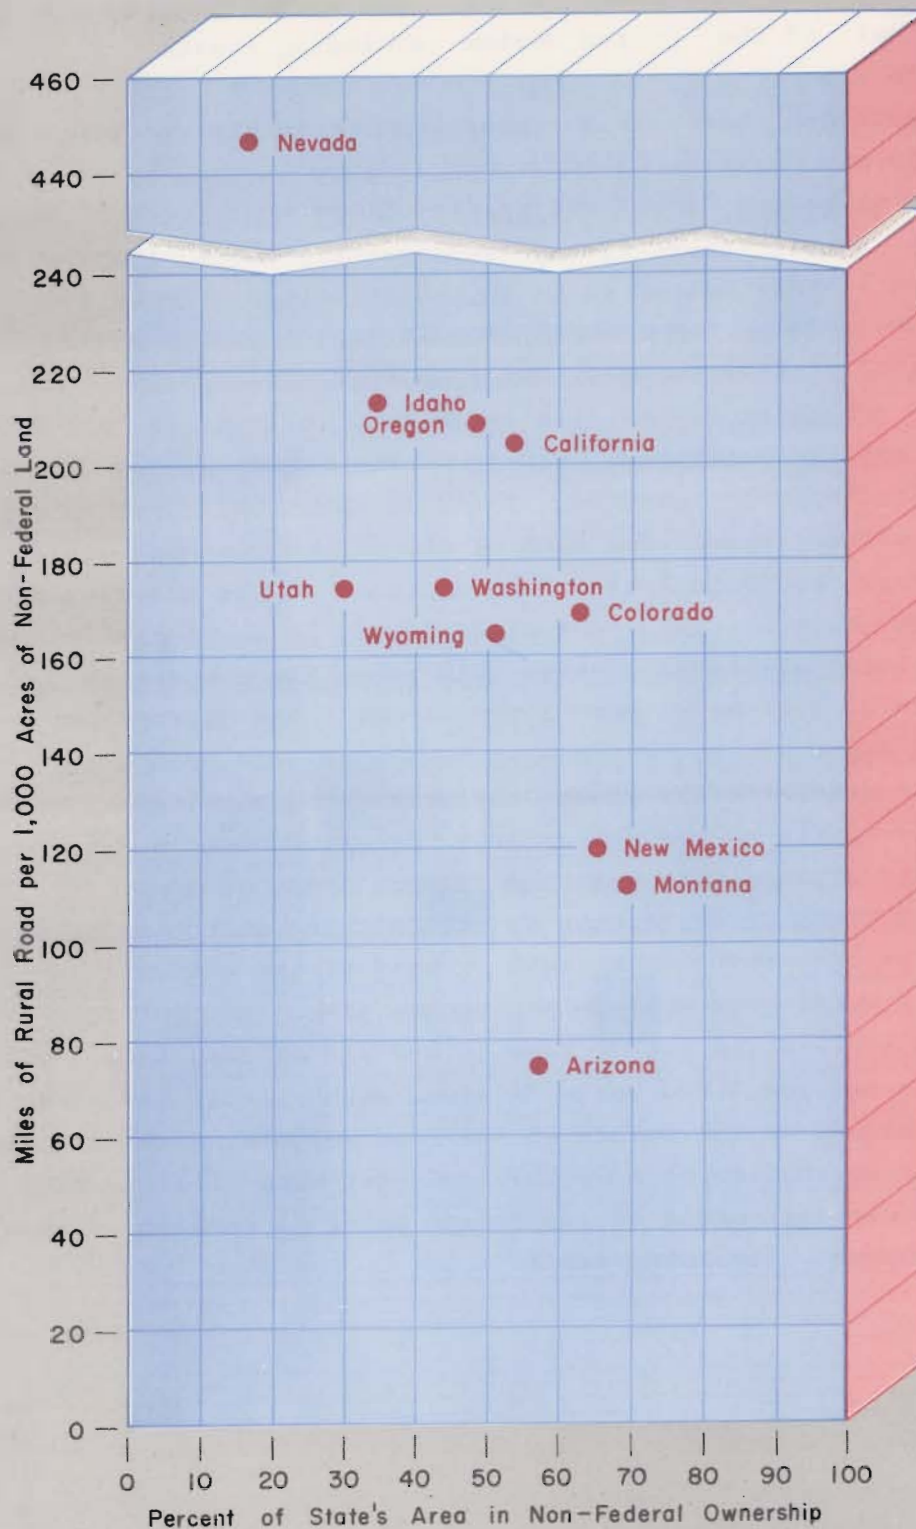 460
Nevada
440
240
220
Idaho
Oregon
California
200
180
Utah
Washington
Colorado
Wyoming
160
140
120
New Mexico
Montana
100
80
Arizona
60
40
20
0
Miles of Rural Road per 1,000 Acres of Non-Federal Land
0 10 20 30 40 50 60 70 80 90 100
Percent of State's Area in Non-Federal Ownership